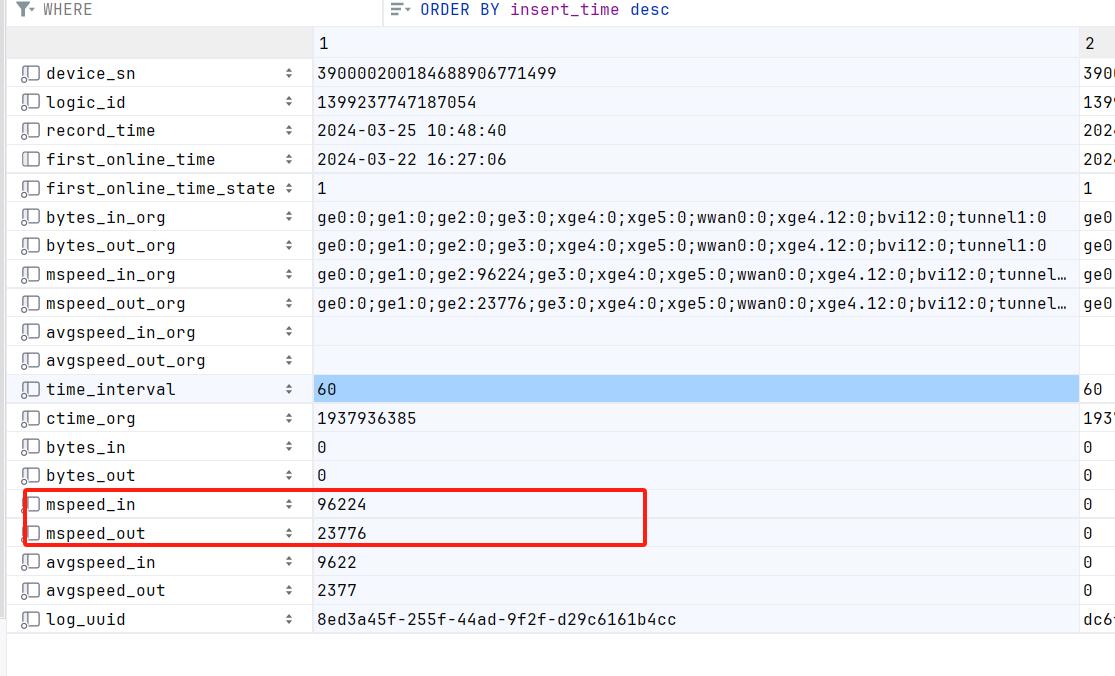 WHERE ORDER BY insert_time desc
1 2
device_sn 390000200184688906771499 390
logic_id 1399237747187054 139
record_time 2024-03-25 10:48:40 202
first_online_time 2024-03-22 16:27:06 202
first_online_time_state 1 1
bytes_in_org ge0:0;ge1:0;ge2:0;ge3:0;xge4:0;xge5:0;wwan0:0;xge4.12:0;bvi12:0;tunnel1:0 ge0
bytes_out_org ge0:0;ge1:0;ge2:0;ge3:0;xge4:0;xge5:0;wwan0:0;xge4.12:0;bvi12:0;tunnel1:0 ge0
mspeed_in_org ge0:0;ge1:0;ge2:96224;ge3:0;xge4:0;xge5:0;wwan0:0;xge4.12:0;bvi12:0;tunnel… ge0
mspeed_out_org ge0:0;ge1:0;ge2:23776;ge3:0;xge4:0;xge5:0;wwan0:0;xge4.12:0;bvi12:0;tunnel… ge0
avgspeed_in_org
avgspeed_out_org
time_interval 60 60
ctime_org 1937936385 193
bytes_in 0 0
bytes_out 0 0
mspeed_in 96224 0
mspeed_out 23776 0
avgspeed_in 9622 0
avgspeed_out 2377 0
log_uuid 8ed3a45f-255f-44ad-9f2f-d29c6161b4cc dc6